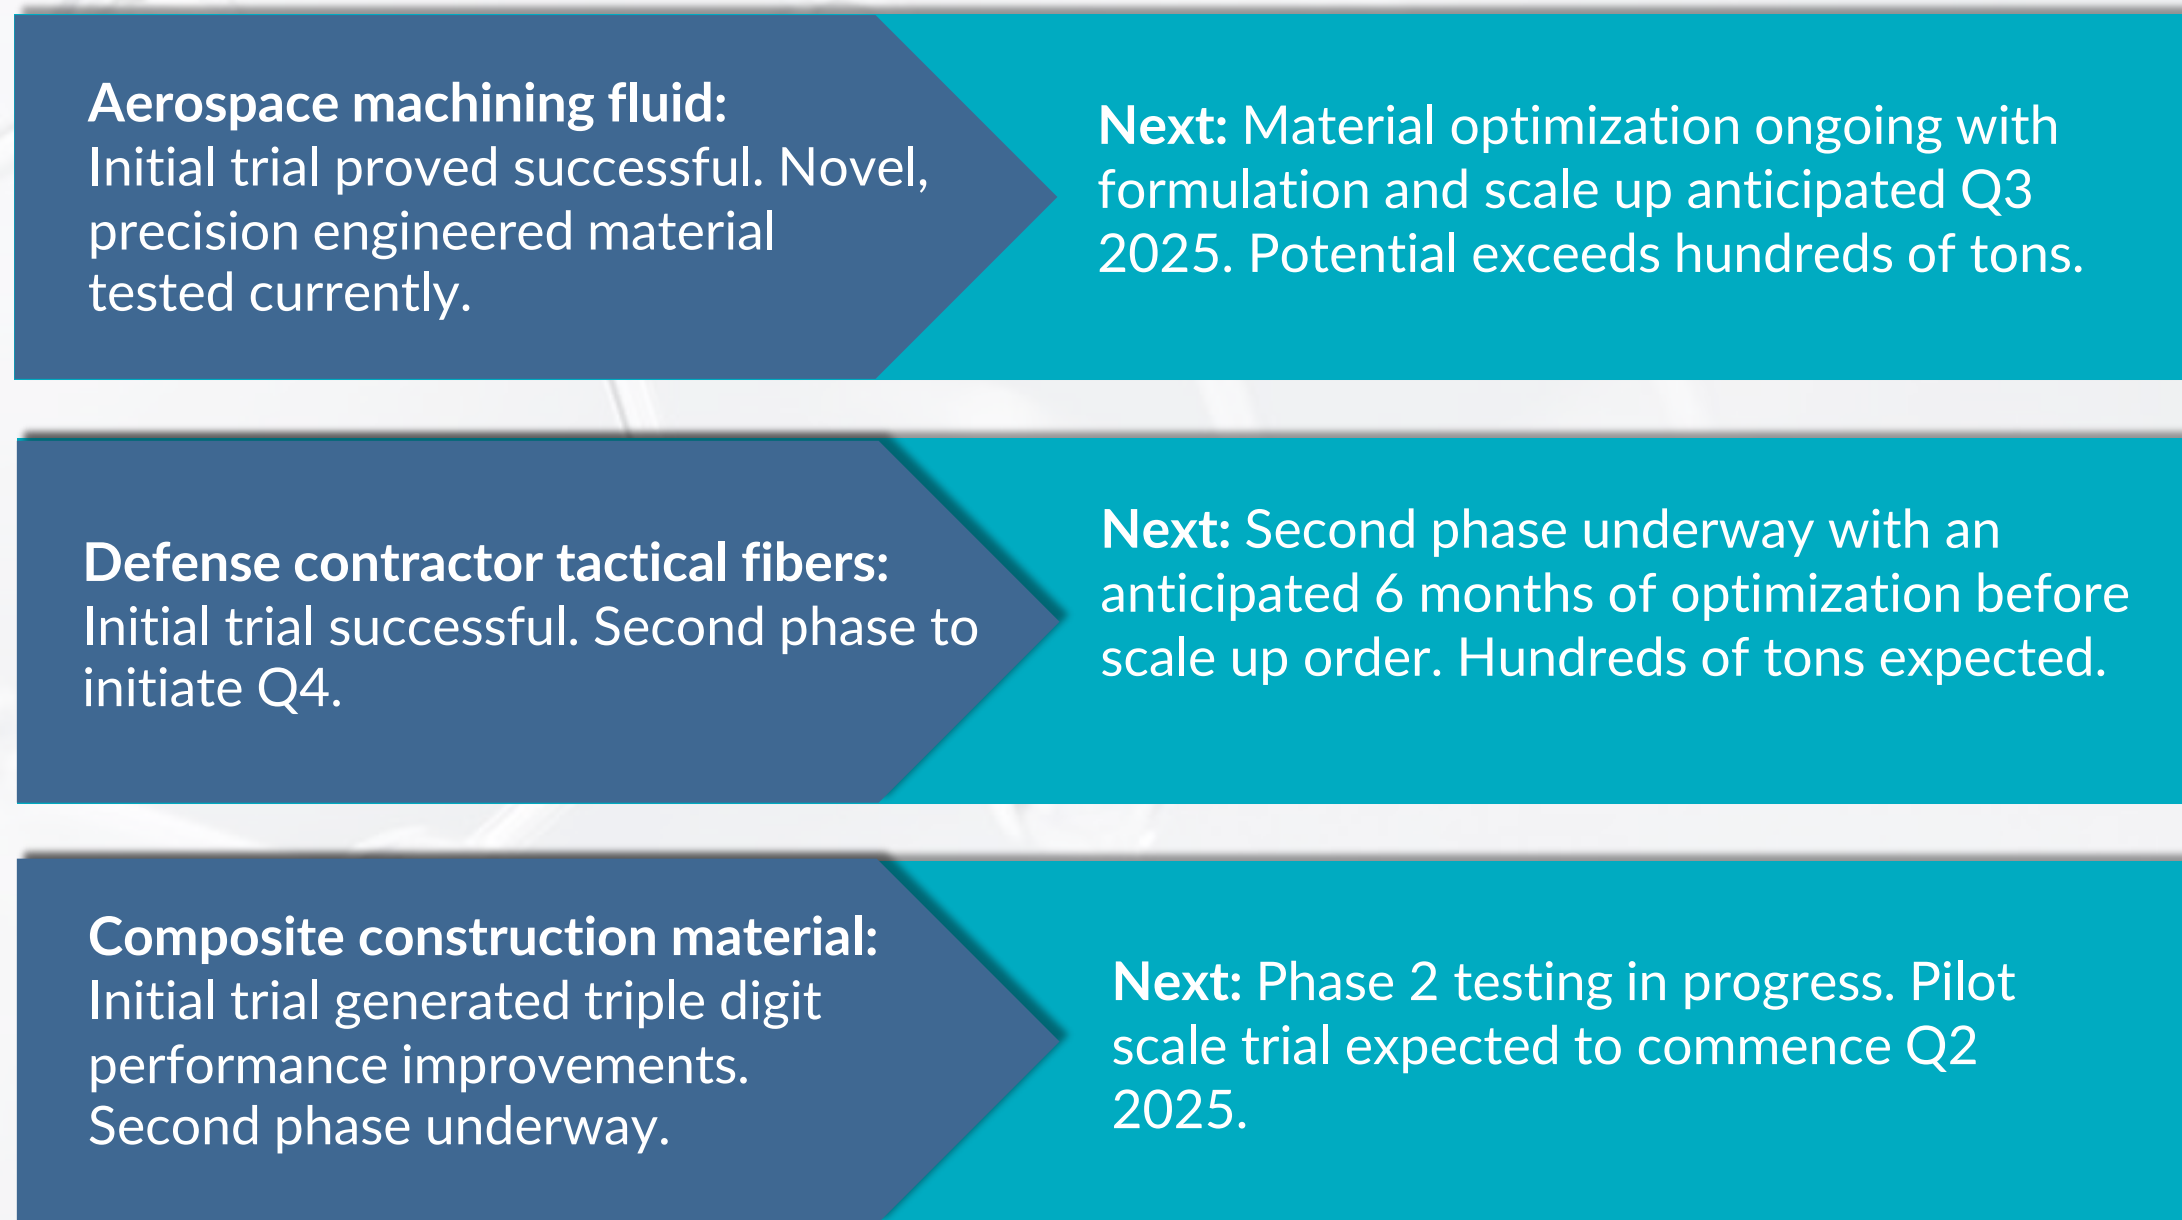 Aerospace machining fluid:
Initial trial proved successful. Novel,
precision engineered material
tested currently.
Next: Material optimization ongoing with
formulation and scale up anticipated Q3
2025. Potential exceeds hundreds of tons.
Defense contractor tactical fibers:
Initial trial successful. Second phase to
initiate Q4.
Next: Second phase underway with an
anticipated 6 months of optimization before
scale up order. Hundreds of tons expected.
Composite construction material:
Initial trial generated triple digit
performance improvements.
Second phase underway.
Next: Phase 2 testing in progress. Pilot
scale trial expected to commence Q2
2025.